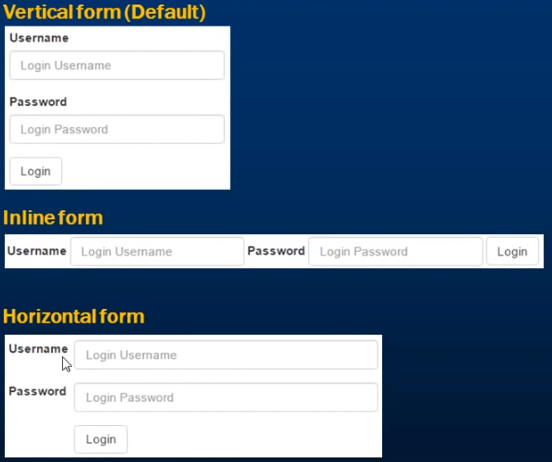 Vertical form (Default)
Username
Login Username
Password
Login Password
Login
Inline form
Username Login Username Password Login Password Login
Horizontal form
Username Login Username
Password Login Password
Login